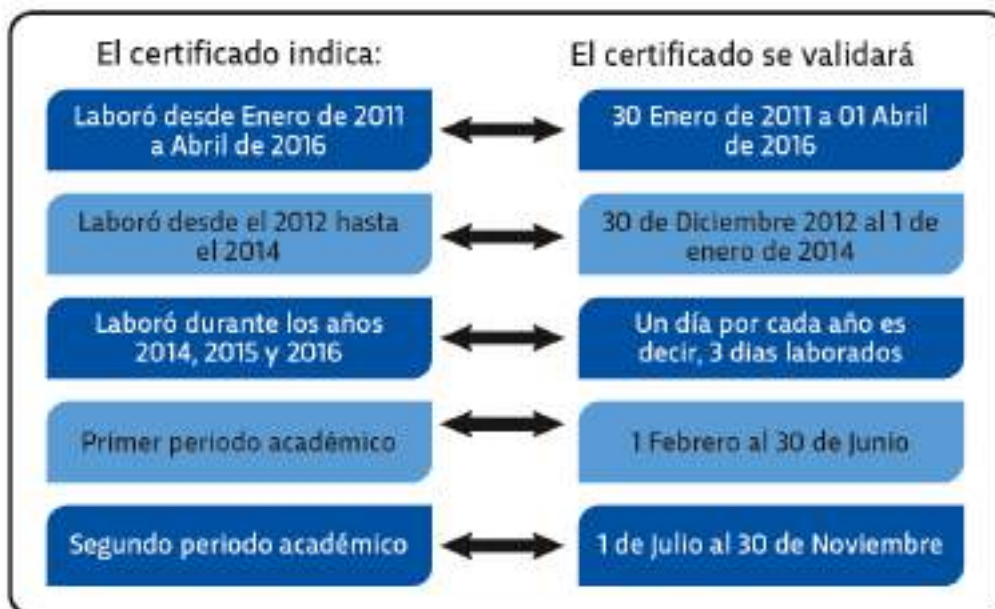 El certificado indica:
El certificado se validará
Laboró desde Enero de 2011
a Abril de 2016
30 Enero de 2011 a 01 Abril
de 2016
Laboró desde el 2012 hasta
el 2014
30 de Diciembre 2012 al 1 de
enero de 2014
Laboró durante los años
2014, 2015 y 2016
Un día por cada año es
decir, 3 dias laborados
Primer periodo académico
1 Febrero al 30 de Junio
Segundo periodo académico
1 de Julio al 30 de Noviembre